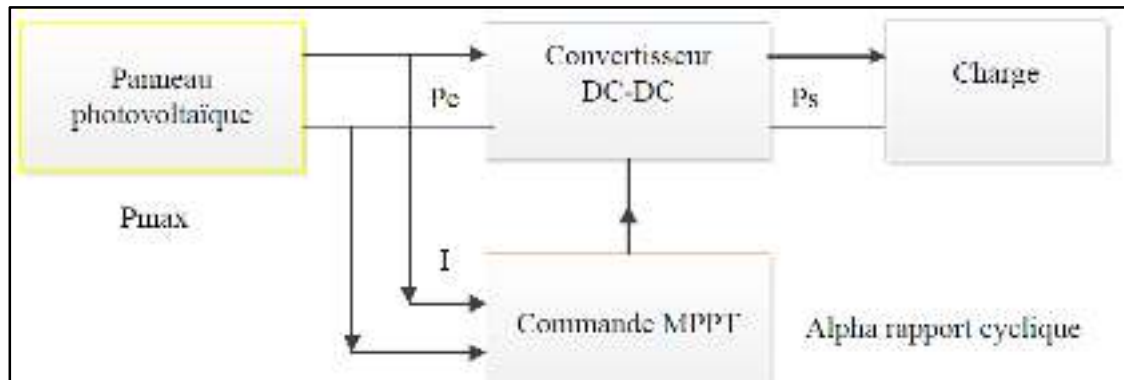 Panneau
photovoltaïque
Convertisseur
DC-DC
Charge
Pe
Ps
Pmax
I
Commande MPPT
Alpha rapport cyclique